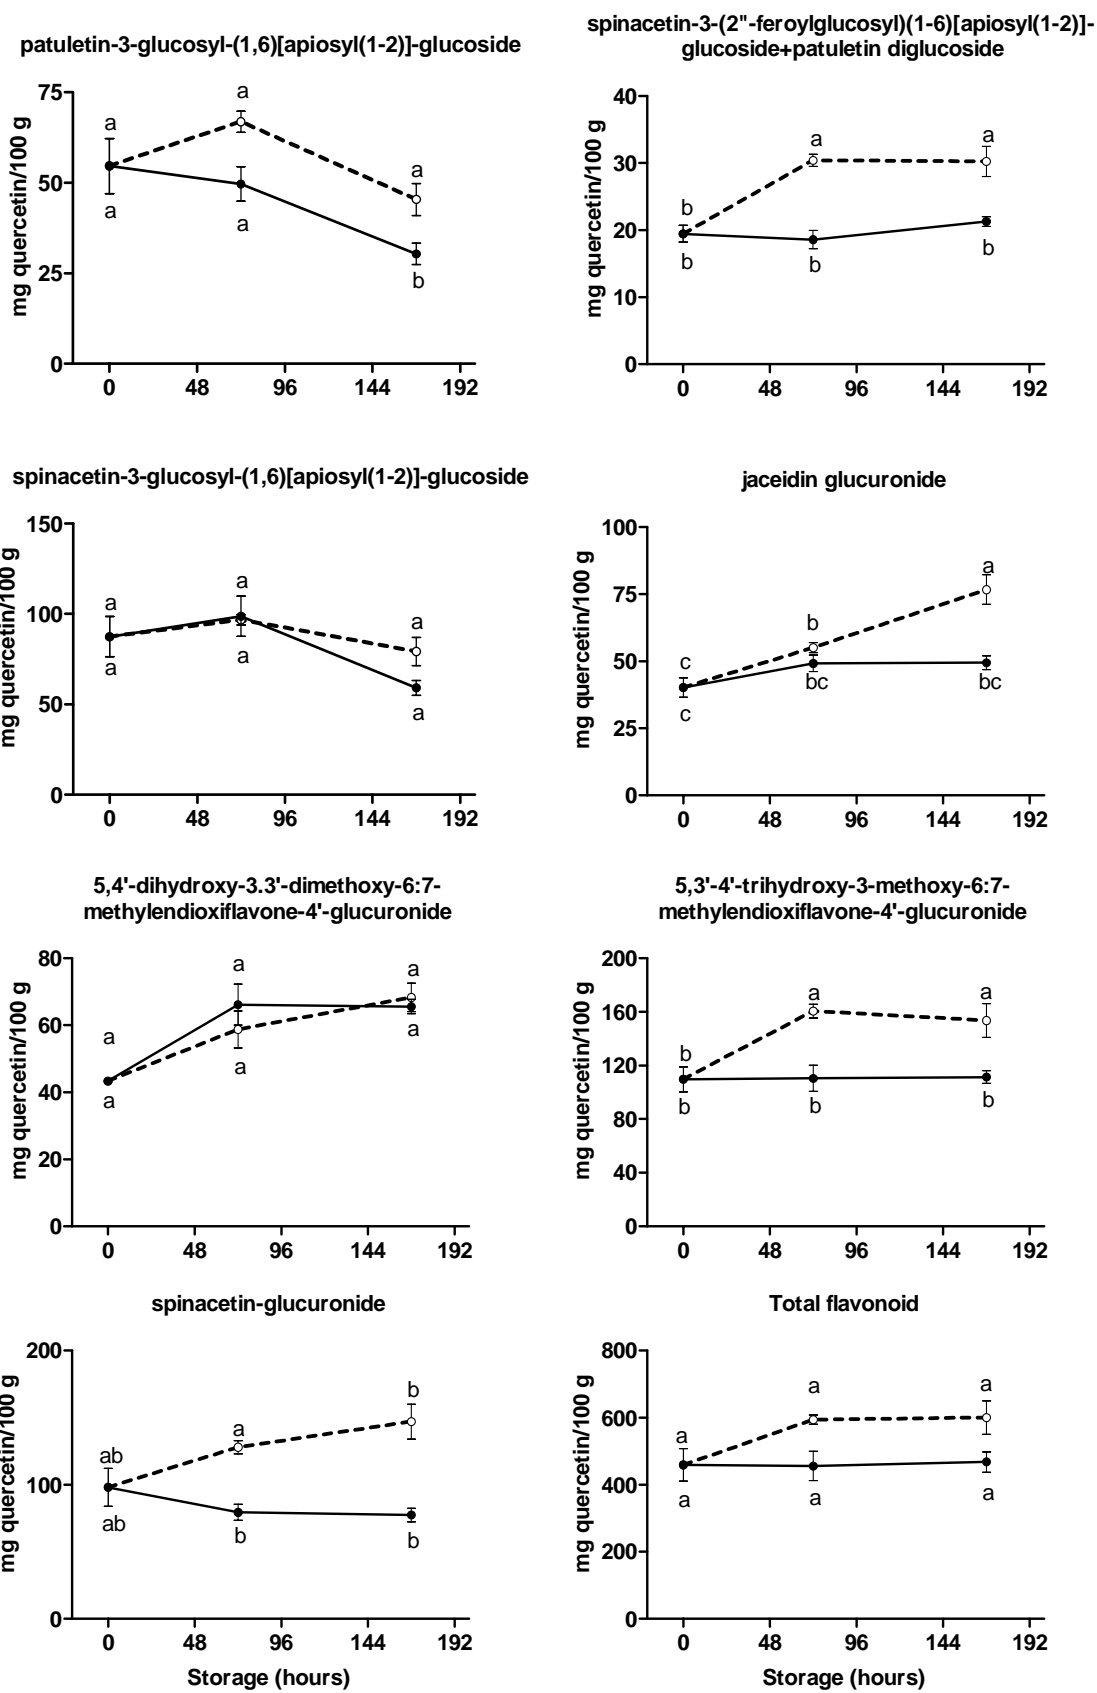 patuletin-3-glucosyl-(1,6)[apiosyl(1-2)]-glucoside
mg quercetin/100 g
75
50
25
0
0 48 96 144 192
a
a
a
a
a
b
spinacetin-3-(2"-feroylglucosyl)(1-6)[apiosyl(1-2)]-
glucoside+patuletin diglucoside
mg quercetin/100 g
40
30
20
10
0
0 48 96 144 192
b
a
a
b
b
b
spinacetin-3-glucosyl-(1,6)[apiosyl(1-2)]-glucoside
mg quercetin/100 g
150
100
50
0
0 48 96 144 192
a
a
a
a
a
a
jaceidin glucuronide
mg quercetin/100 g
100
75
50
25
0
0 48 96 144 192
c
b
a
c
bc
bc
5,4'-dihydroxy-3.3'-dimethoxy-6:7-
methylendioxiflavone-4'-glucuronide
mg quercetin/100 g
80
60
40
20
0
0 48 96 144 192
a
a
a
a
a
a
5,3'-4'-trihydroxy-3-methoxy-6:7-
methylendioxiflavone-4'-glucuronide
mg quercetin/100 g
200
160
120
80
40
0
0 48 96 144 192
b
a
a
b
b
b
spinacetin-glucuronide
mg quercetin/100 g
200
100
0
0 48 96 144 192
ab
a
b
ab
b
b
Storage (hours)
Total flavonoid
mg quercetin/100 g
800
600
400
200
0
0 48 96 144 192
a
a
a
a
a
a
Storage (hours)